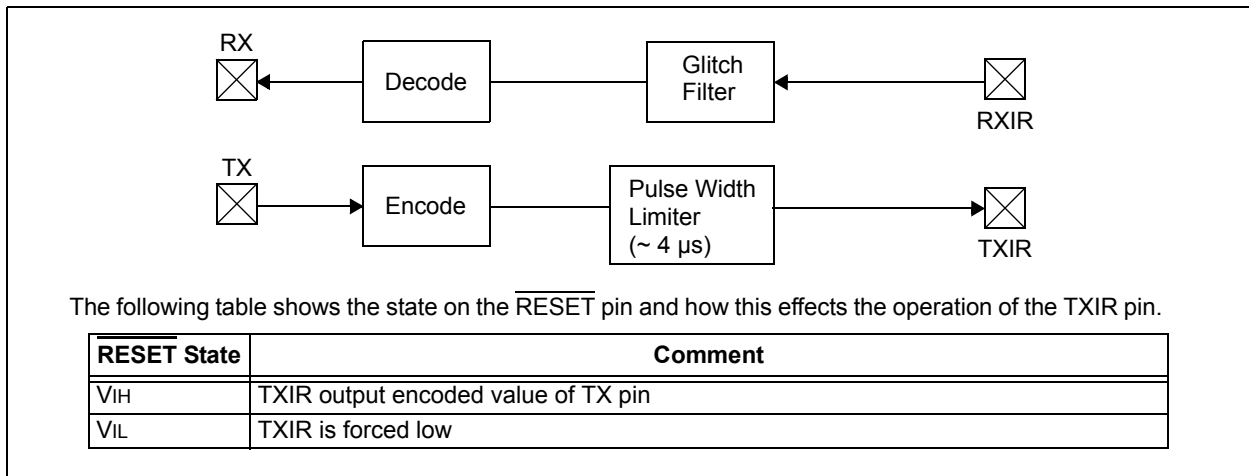 RX
Decode
Glitch
Filter
RXIR
TX
Encode
Pulse Width
Limiter
(~ 4 µs)
TXIR
The following table shows the state on the RESET pin and how this effects the operation of the TXIR pin.
RESET State Comment
VIH TXIR output encoded value of TX pin
VIL TXIR is forced low